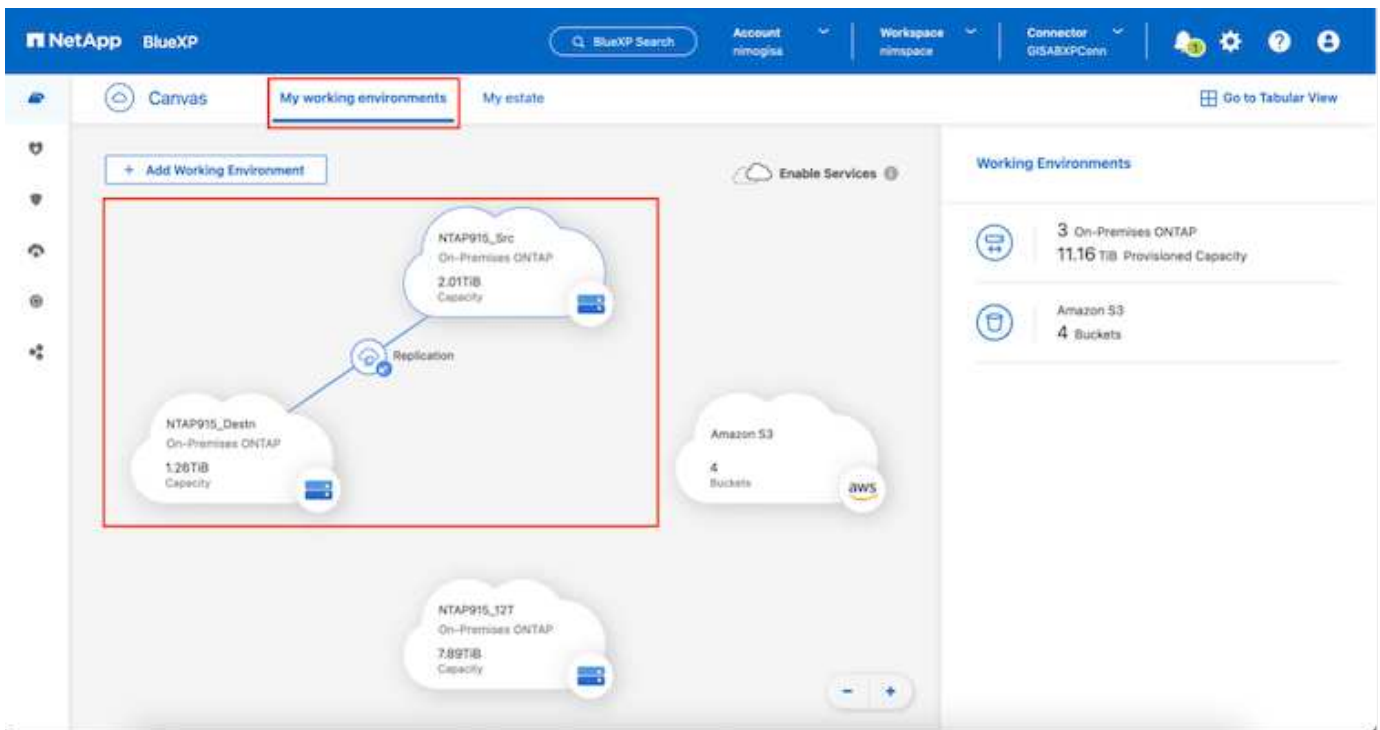 NetApp BlueXP
BlueXP Search
Account
nimogisa
Workspace
nimspace
Connector
GISABXPConn
1
Canvas
My working environments
My estate
Go to Tabular View
+ Add Working Environment
Enable Services
Working Environments
NTAP915_Src
On-Premises ONTAP
2.01TiB
Capacity
Replication
NTAP915_Destn
On-Premises ONTAP
1.26TiB
Capacity
Amazon S3
4
Buckets
aws
NTAP915_12T
On-Premises ONTAP
7.89TiB
Capacity
- +
3 On-Premises ONTAP
11.16 TiB Provisioned Capacity
Amazon S3
4 Buckets